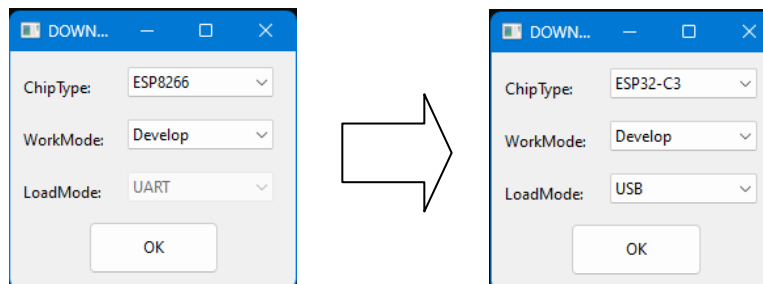 DOWN...
ChipType: ESP8266
WorkMode: Develop
LoadMode: UART
OK
DOWN...
ChipType: ESP32-C3
WorkMode: Develop
LoadMode: USB
OK